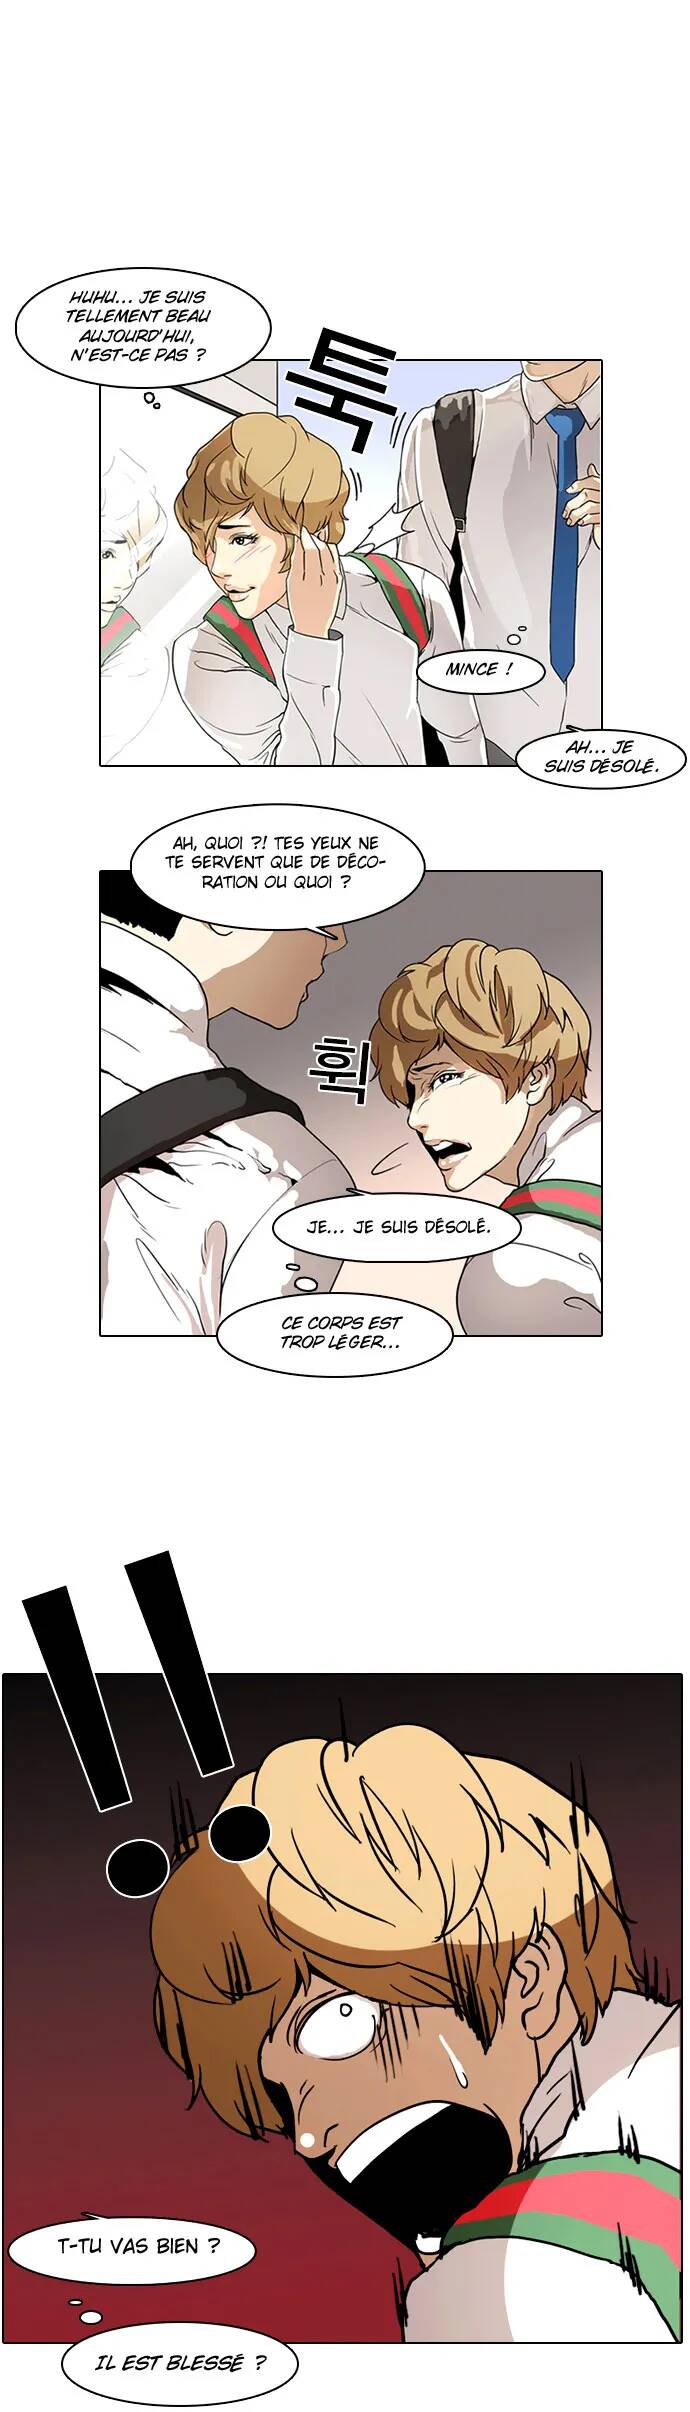 HUHU... JE SUIS
TELLEMENT BEAU
AUJOURD'HUI,
N'EST-CE PAS ?
툭
MINCE !
AH... JE
SUIS DÉSOLÉ.
AH, QUOI ?! TES YEUX NE
TE SERVENT QUE DE DÉCO-
RATION OU QUOI ?
휙
JE... JE SUIS DÉSOLÉ.
CE CORPS EST
TROP LÉGER...
!!
T-TU VAS BIEN ?
IL EST BLESSÉ ?